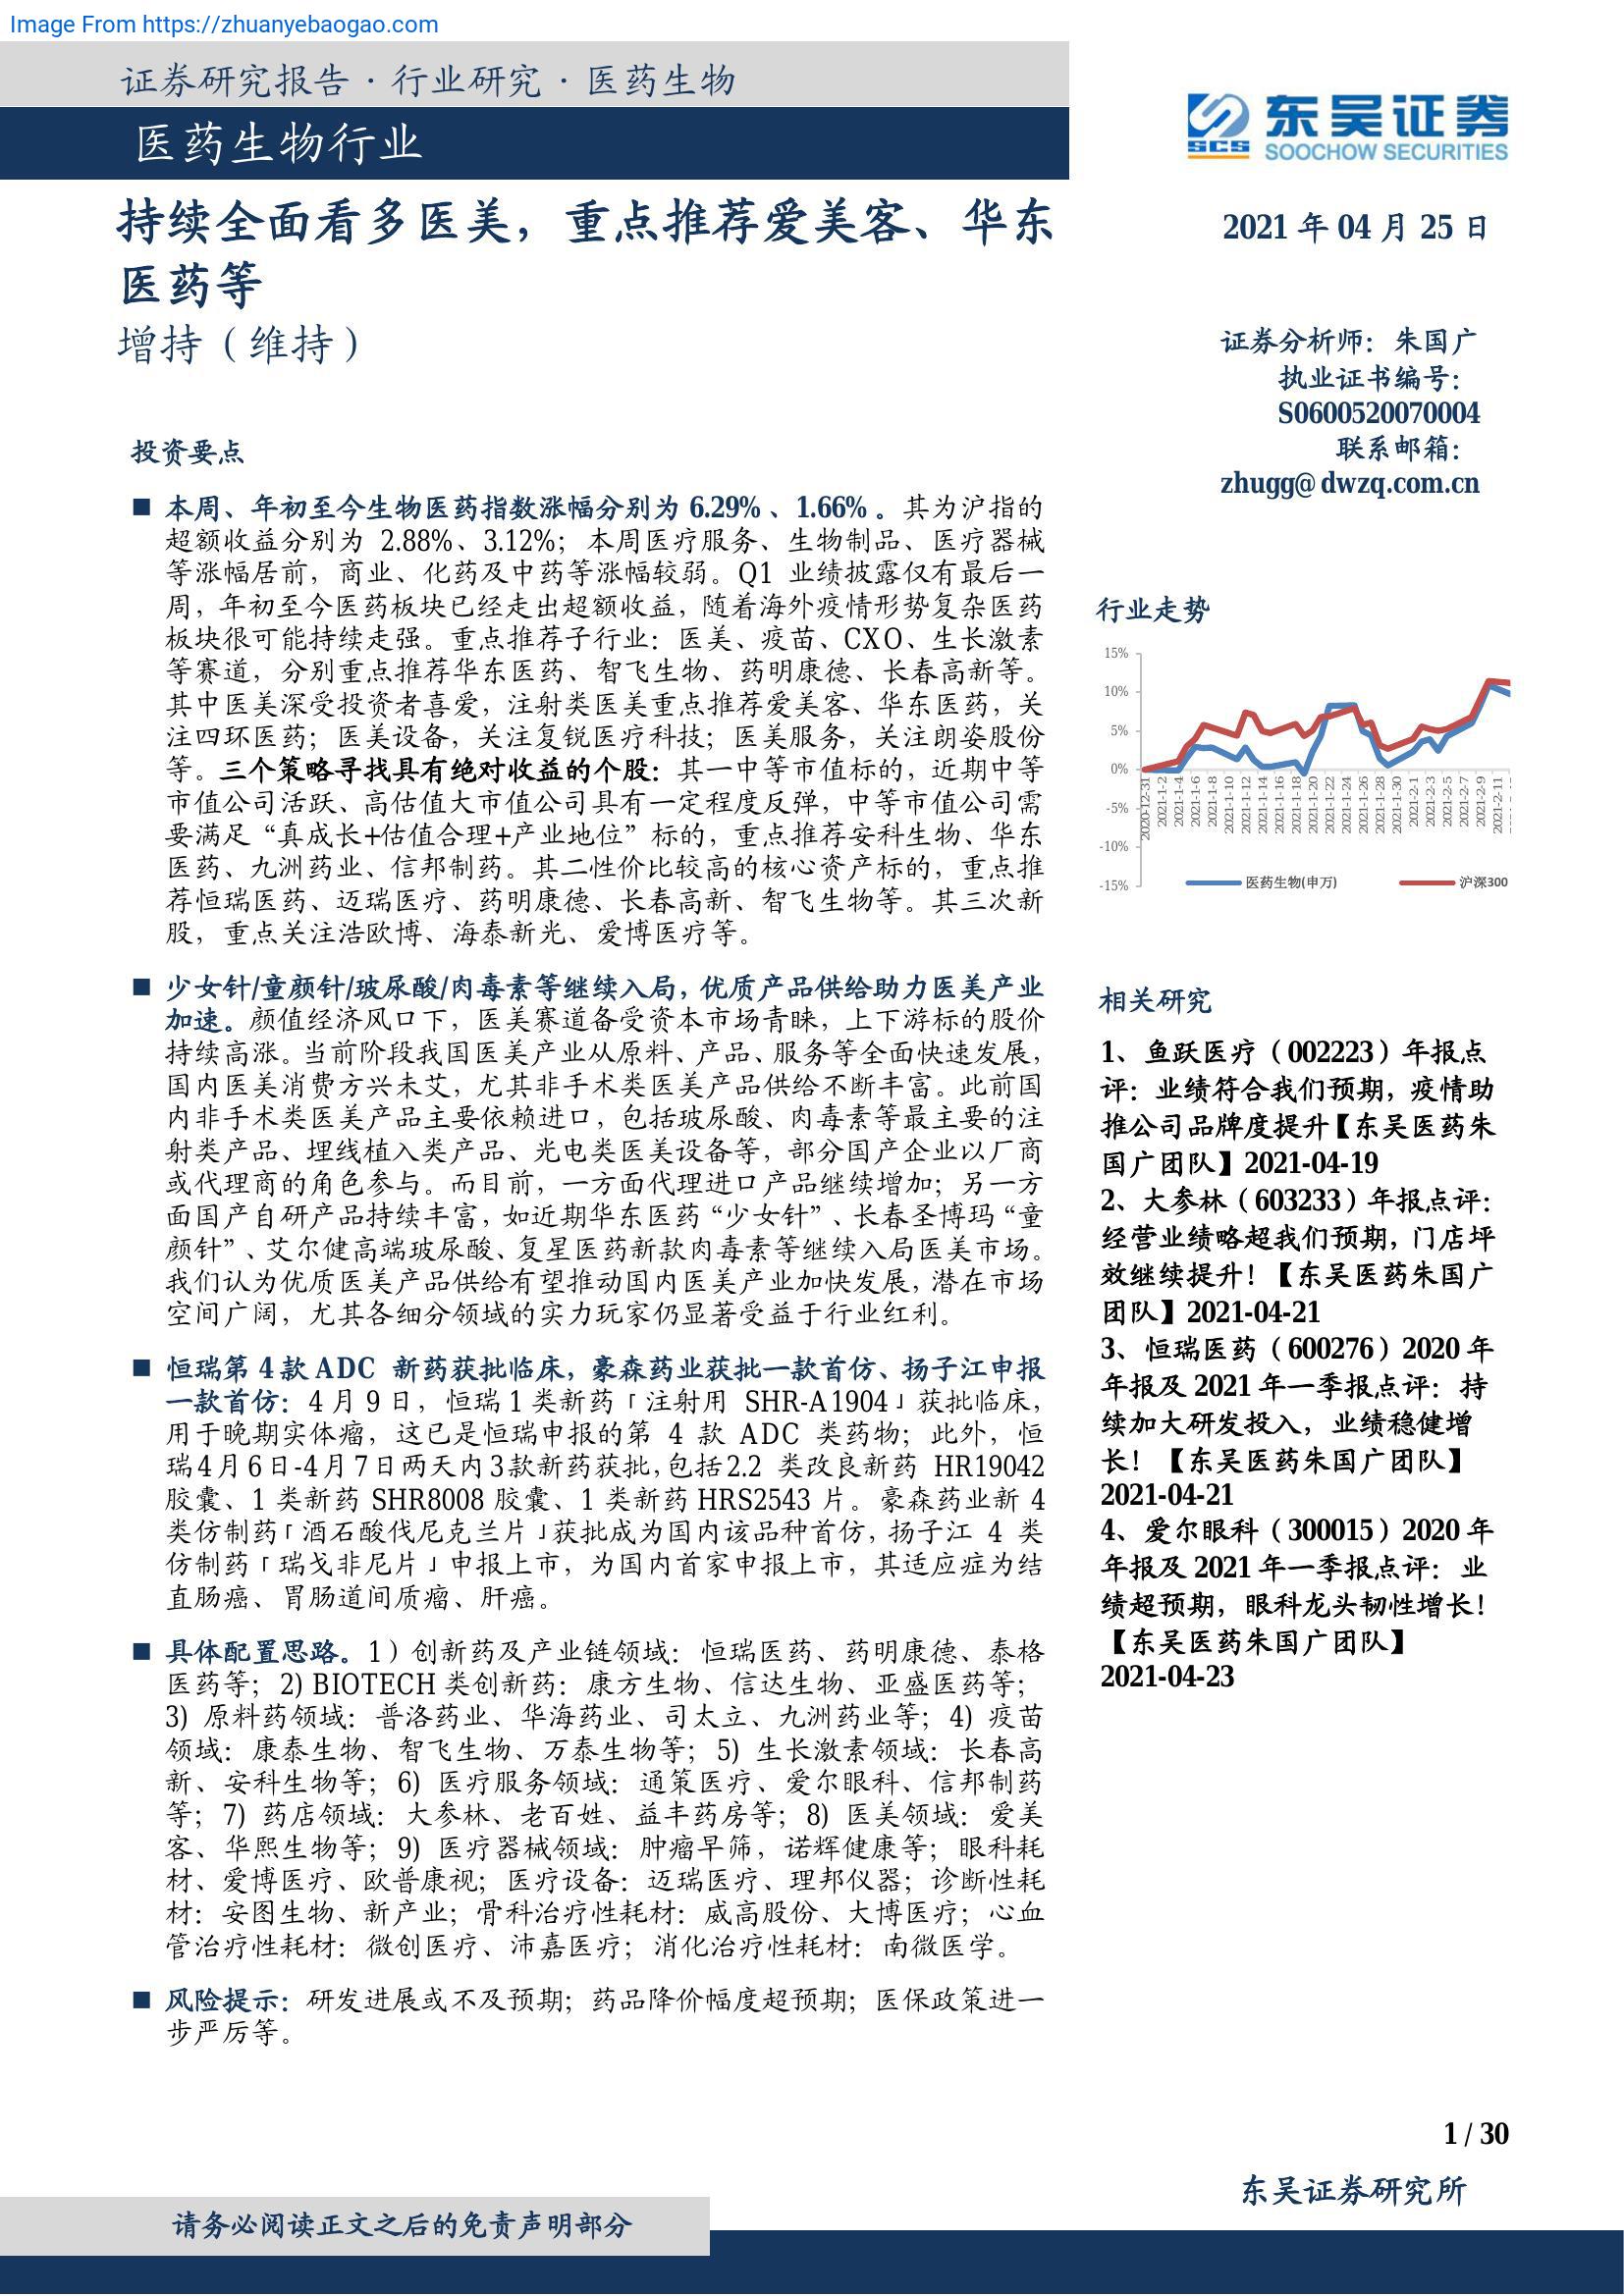 Image From https://zhuanyebaogao.com
证券研究报告·行业研究·医药生物
医药生物行业
SCS
东吴证券
SOOCHOW SECURITIES
持续全面看多医美，重点推荐爱美客、华东
医药等
增持（维持）
2021 年 04 月 25 日
证券分析师：朱国广
执业证书编号：
S0600520070004
联系邮箱：
zhugg@dwzq.com.cn
投资要点
■ 本周、年初至今生物医药指数涨幅分别为 6.29%、1.66%。其为沪指的
超额收益分别为 2.88%、3.12%；本周医疗服务、生物制品、医疗器械
等涨幅居前，商业、化药及中药等涨幅较弱。Q1 业绩披露仅有最后一
周，年初至今医药板块已经走出超额收益，随着海外疫情形势复杂医药
板块很可能持续走强。重点推荐子行业：医美、疫苗、CXO、生长激素
等赛道，分别重点推荐华东医药、智飞生物、药明康德、长春高新等。
其中医美深受投资者喜爱，注射类医美重点推荐爱美客、华东医药，关
注四环医药；医美设备，关注复锐医疗科技；医美服务，关注朗姿股份
等。三个策略寻找具有绝对收益的个股：其一中等市值标的，近期中等
市值公司活跃、高估值大市值公司具有一定程度反弹，中等市值公司需
要满足“真成长+估值合理+产业地位”标的，重点推荐安科生物、华东
医药、九洲药业、信邦制药。其二性价比较高的核心资产标的，重点推
荐恒瑞医药、迈瑞医疗、药明康德、长春高新、智飞生物等。其三次新
股，重点关注浩欧博、海泰新光、爱博医疗等。
■ 少女针/童颜针/玻尿酸/肉毒素等继续入局，优质产品供给助力医美产业
加速。颜值经济风口下，医美赛道备受资本市场青睐，上下游标的股价
持续高涨。当前阶段我国医美产业从原料、产品、服务等全面快速发展，
国内医美消费方兴未艾，尤其非手术类医美产品供给不断丰富。此前国
内非手术类医美产品主要依赖进口，包括玻尿酸、肉毒素等最主要的注
射类产品、埋线植入类产品、光电类医美设备等，部分国产企业以厂商
或代理商的角色参与。而目前，一方面代理进口产品继续增加；另一方
面国产自研产品持续丰富，如近期华东医药“少女针”、长春圣博玛“童
颜针”、艾尔健高端玻尿酸、复星医药新款肉毒素等继续入局医美市场。
我们认为优质医美产品供给有望推动国内医美产业加快发展，潜在市场
空间广阔，尤其各细分领域的实力玩家仍显著受益于行业红利。
■ 恒瑞第 4 款 ADC 新药获批临床，豪森药业获批一款首仿、扬子江申报
一款首仿：4 月 9 日，恒瑞 1 类新药「注射用 SHR-A1904」获批临床，
用于晚期实体瘤，这已是恒瑞申报的第 4 款 ADC 类药物；此外，恒
瑞 4 月 6 日-4 月 7 日两天内 3 款新药获批，包括 2.2 类改良新药 HR19042
胶囊、1 类新药 SHR8008 胶囊、1 类新药 HRS2543 片。豪森药业新 4
类仿制药「酒石酸伐尼克兰片」获批成为国内该品种首仿，扬子江 4 类
仿制药「瑞戈非尼片」申报上市，为国内首家申报上市，其适应症为结
直肠癌、胃肠道间质瘤、肝癌。
■ 具体配置思路。1）创新药及产业链领域：恒瑞医药、药明康德、泰格
医药等；2) BIOTECH 类创新药：康方生物、信达生物、亚盛医药等；
3) 原料药领域：普洛药业、华海药业、司太立、九洲药业等；4) 疫苗
领域：康泰生物、智飞生物、万泰生物等；5) 生长激素领域：长春高
新、安科生物等；6) 医疗服务领域：通策医疗、爱尔眼科、信邦制药
等；7) 药店领域：大参林、老百姓、益丰药房等；8) 医美领域：爱美
客、华熙生物等；9) 医疗器械领域：肿瘤早筛，诺辉健康等；眼科耗
材、爱博医疗、欧普康视；医疗设备：迈瑞医疗、理邦仪器；诊断性耗
材：安图生物、新产业；骨科治疗性耗材：威高股份、大博医疗；心血
管治疗性耗材：微创医疗、沛嘉医疗；消化治疗性耗材：南微医学。
■ 风险提示：研发进展或不及预期；药品降价幅度超预期；医保政策进一
步严厉等。
行业走势
15%
10%
5%
0%
-5%
-10%
-15%
2020-12-31
2021-1-2
2021-1-4
2021-1-6
2021-1-8
2021-1-10
2021-1-12
2021-1-14
2021-1-16
2021-1-18
2021-1-20
2021-1-22
2021-1-24
2021-1-26
2021-1-28
2021-1-30
2021-2-1
2021-2-3
2021-2-5
2021-2-7
2021-2-9
2021-2-11
医药生物(申万)
沪深300
相关研究
1、鱼跃医疗（002223）年报点
评：业绩符合我们预期，疫情助
推公司品牌度提升【东吴医药朱
国广团队】2021-04-19
2、大参林（603233）年报点评：
经营业绩略超我们预期，门店坪
效继续提升！【东吴医药朱国广
团队】2021-04-21
3、恒瑞医药（600276）2020 年
年报及 2021 年一季报点评：持
续加大研发投入，业绩稳健增
长！【东吴医药朱国广团队】
2021-04-21
4、爱尔眼科（300015）2020 年
年报及 2021 年一季报点评：业
绩超预期，眼科龙头韧性增长！
【东吴医药朱国广团队】
2021-04-23
1 / 30
东吴证券研究所
请务必阅读正文之后的免责声明部分